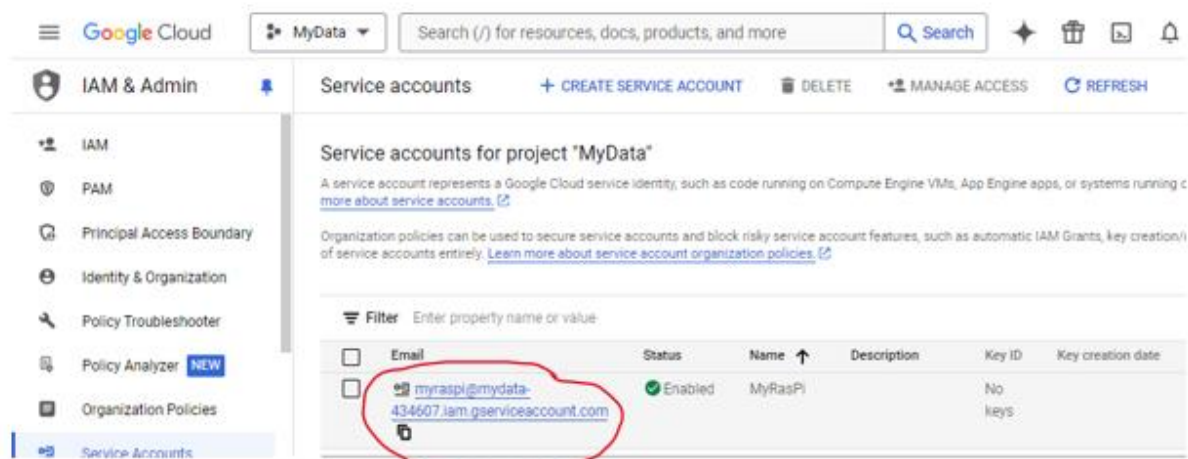 Google Cloud
MyData
Search (/) for resources, docs, products, and more
Search
IAM & Admin
Service accounts
+ CREATE SERVICE ACCOUNT
DELETE
MANAGE ACCESS
REFRESH
IAM
PAM
Principal Access Boundary
Identity & Organization
Policy Troubleshooter
Policy Analyzer NEW
Organization Policies
Service Accounts
Service accounts for project "MyData"
A service account represents a Google Cloud service identity, such as code running on Compute Engine VMs, App Engine apps, or systems running
more about service accounts.
Organization policies can be used to secure service accounts and block risky service account features, such as automatic IAM Grants, key creation/
of service accounts entirely. Learn more about service account organization policies.
Filter Enter property name or value
Email Status Name Description Key ID Key creation date
myraspi@mydata- Enabled MyRasPi No
434607.iam.gserviceaccount.com keys